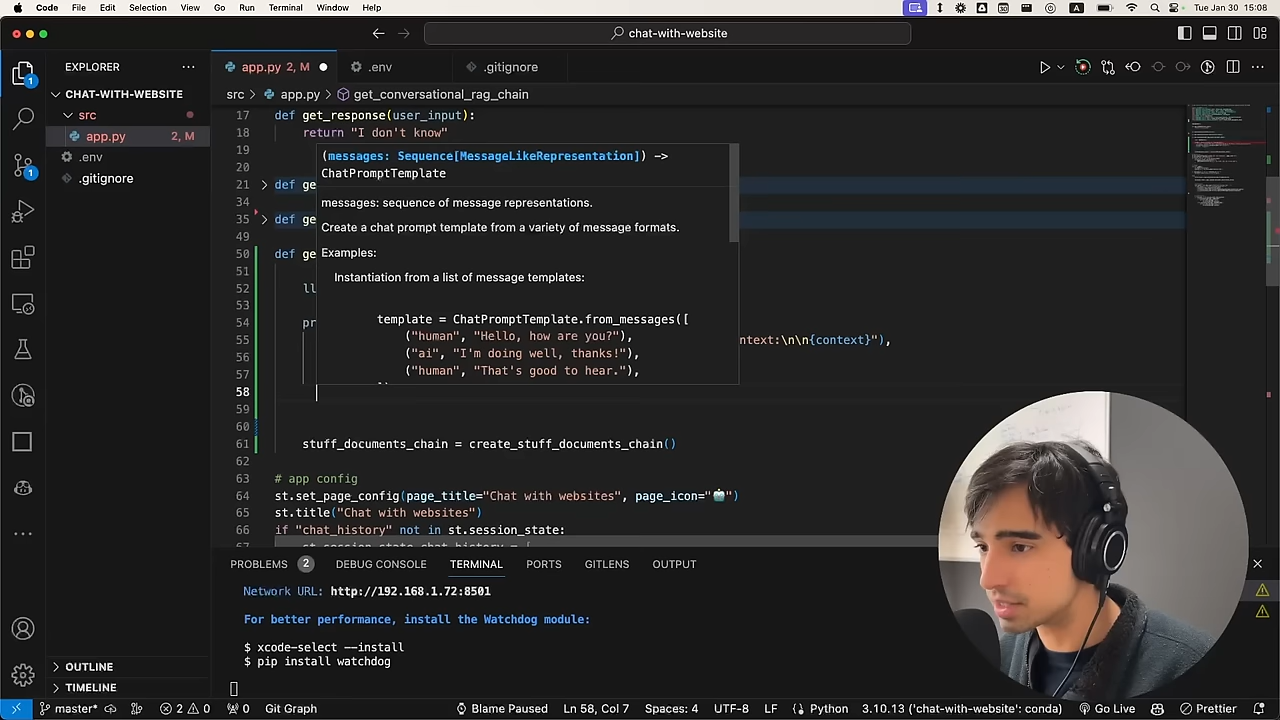 Code File Edit Selection View Go Run Terminal Window Help
Tue Jan 30 15:08
chat-with-website
EXPLORER
app.py 2, M
.env
.gitignore
CHAT-WITH-WEBSITE
src > app.py > get_conversational_rag_chain
src
app.py 2, M
.env
.gitignore
17 def get_response(user_input):
18 return "I don't know"
19
20
21 def ge
34
35 def ge
49
50 def ge
51
52 ll
53
54 pr
55 ntext:\n\n{context}"),
56
57
58
59
60
61 stuff_documents_chain = create_stuff_documents_chain()
62
63 # app config
64 st.set_page_config(page_title="Chat with websites", page_icon="🤖")
65 st.title("Chat with websites")
66 if "chat_history" not in st.session_state:
67 st.session_state.chat_history = [
(messages: Sequence[MessageLikeRepresentation]) ->
ChatPromptTemplate
messages: sequence of message representations.
Create a chat prompt template from a variety of message formats.
Examples:
Instantiation from a list of message templates:
template = ChatPromptTemplate.from_messages([
("human", "Hello, how are you?"),
("ai", "I'm doing well, thanks!"),
("human", "That's good to hear."),
PROBLEMS 2 DEBUG CONSOLE TERMINAL PORTS GITLENS OUTPUT
Network URL: http://192.168.1.72:8501
For better performance, install the Watchdog module:
$ xcode-select --install
$ pip install watchdog
OUTLINE
TIMELINE
master* 2 0 0 Git Graph Blame Paused Ln 58, Col 7 Spaces: 4 UTF-8 LF Python 3.10.13 ('chat-with-website': conda) Go Live Prettier